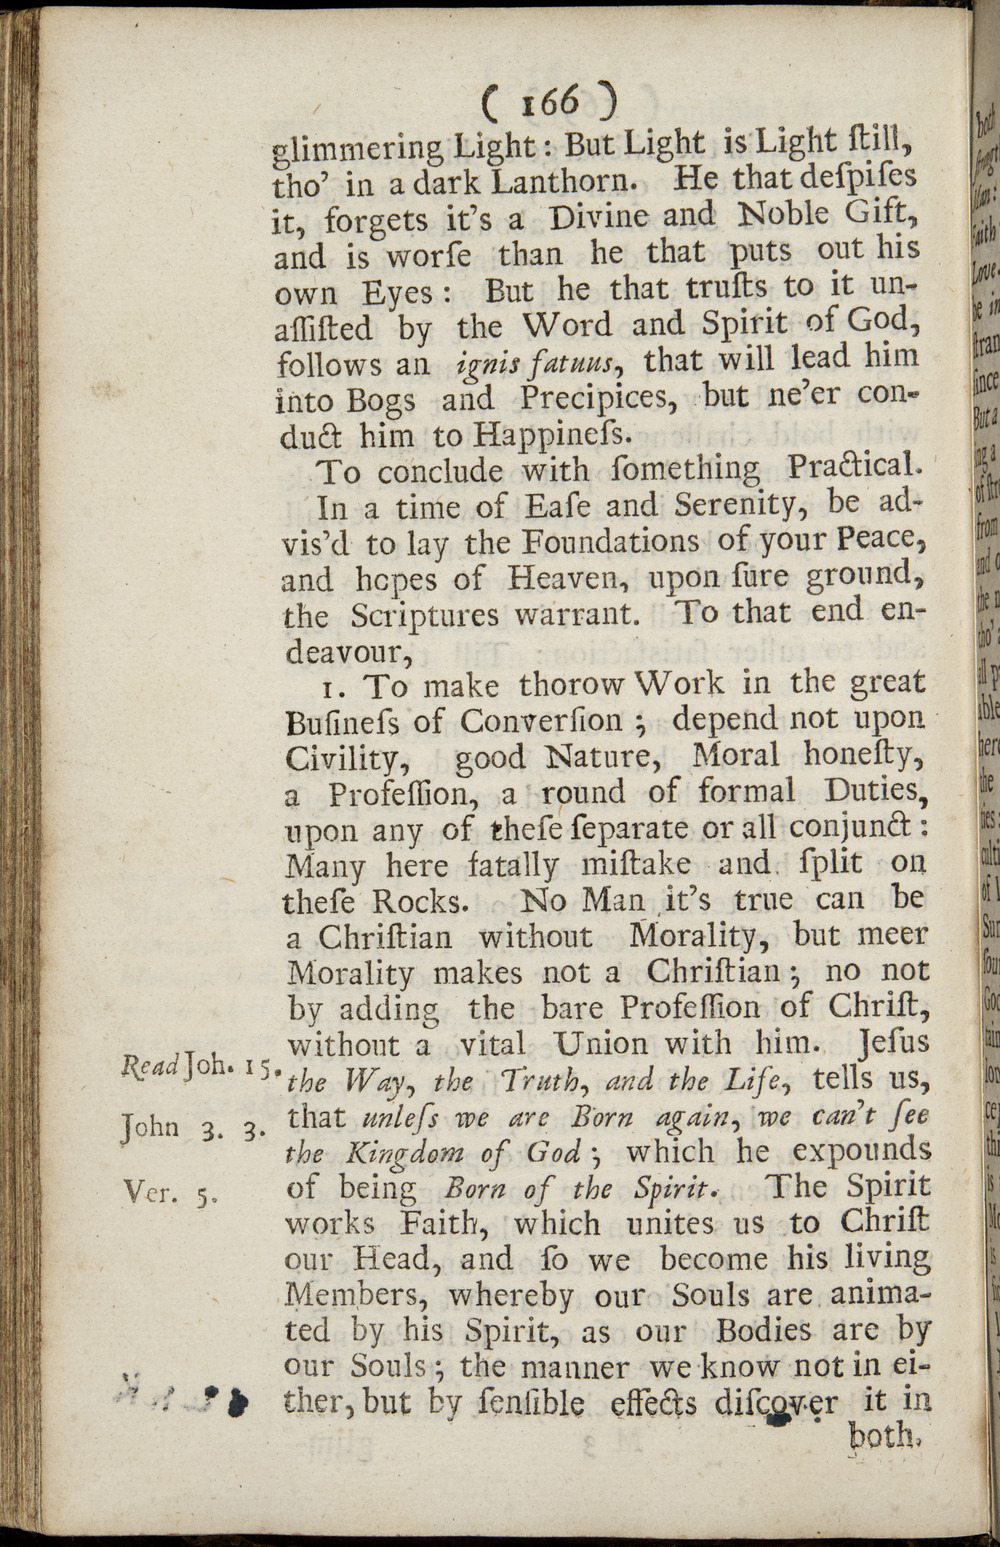 ( 166 )
glimmering Light: But Light is Light ſtill,
tho' in a dark Lanthorn. He that deſpiſes
it, forgets it's a Divine and Noble Gift,
and is worſe than he that puts out his
own Eyes: But he that truſts to it un-
aſſiſted by the Word and Spirit of God,
follows an ignis fatuus, that will lead him
into Bogs and Precipices, but ne'er con-
duct him to Happineſs.
To conclude with ſomething Practical.
In a time of Eaſe and Serenity, be ad-
vis'd to lay the Foundations of your Peace,
and hopes of Heaven, upon ſure ground,
the Scriptures warrant. To that end en-
deavour,
1. To make thorow Work in the great
Buſineſs of Converſion; depend not upon
Civility, good Nature, Moral honeſty,
a Profeſſion, a round of formal Duties,
upon any of theſe ſeparate or all conjunct:
Many here fatally miſtake and ſplit on
theſe Rocks. No Man it's true can be
a Chriſtian without Morality, but meer
Morality makes not a Chriſtian; no not
by adding the bare Profeſſion of Chriſt,
without a vital Union with him. Jeſus
Read Joh. 15.
the Way, the Truth, and the Life, tells us,
John 3. 3.
that unleſs we are Born again, we can't ſee
the Kingdom of God; which he expounds
Ver. 5.
of being Born of the Spirit. The Spirit
works Faith, which unites us to Chriſt
our Head, and ſo we become his living
Members, whereby our Souls are anima-
ted by his Spirit, as our Bodies are by
our Souls; the manner we know not in ei-
ther, but by ſenſible effects diſcover it in
both.